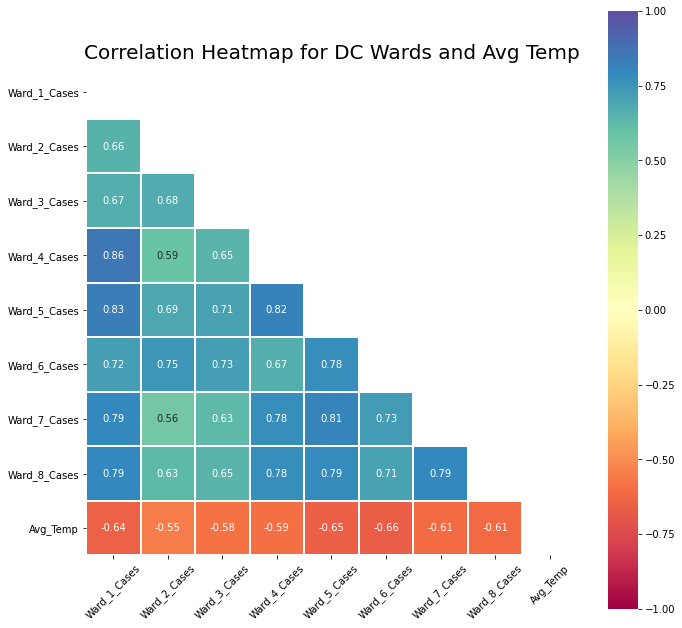 Correlation Heatmap for DC Wards and Avg Temp
1.00
0.75
0.50
0.25
0.00
−0.25
−0.50
−0.75
−1.00
Ward_1_Cases
Ward_2_Cases 0.66
Ward_3_Cases 0.67 0.68
Ward_4_Cases 0.86 0.59 0.65
Ward_5_Cases 0.83 0.69 0.71 0.82
Ward_6_Cases 0.72 0.75 0.73 0.67 0.78
Ward_7_Cases 0.79 0.56 0.63 0.78 0.81 0.73
Ward_8_Cases 0.79 0.63 0.65 0.78 0.79 0.71 0.79
Avg_Temp -0.64 -0.55 -0.58 -0.59 -0.65 -0.66 -0.61 -0.61
Ward_1_Cases Ward_2_Cases Ward_3_Cases Ward_4_Cases Ward_5_Cases Ward_6_Cases Ward_7_Cases Ward_8_Cases Avg_Temp